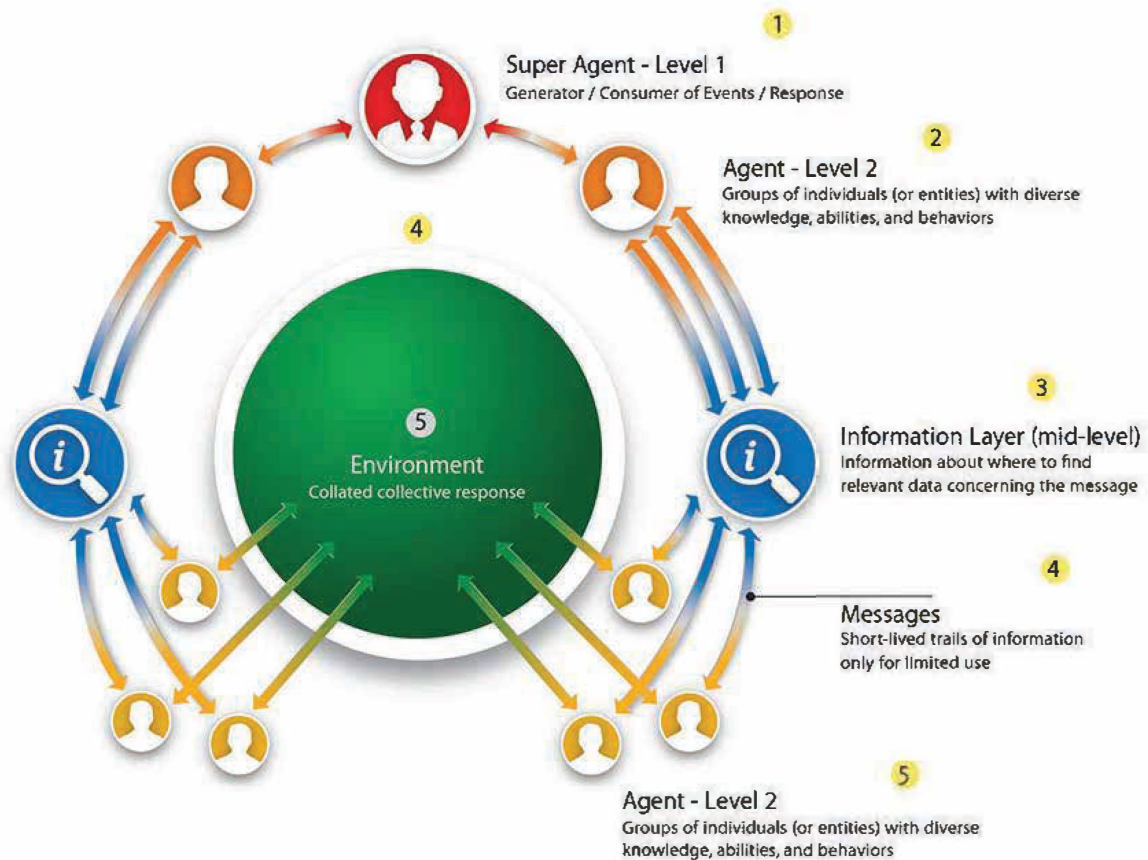 1
Super Agent - Level 1
Generator / Consumer of Events / Response
2
Agent - Level 2
Groups of individuals (or entities) with diverse
knowledge, abilities, and behaviors
4
5
Environment
Collated collective response
3
Information Layer (mid-level)
Information about where to find
relevant data concerning the message
i
i
4
Messages
Short-lived trails of information
only for limited use
5
Agent - Level 2
Groups of individuals (or entities) with diverse
knowledge, abilities, and behaviors